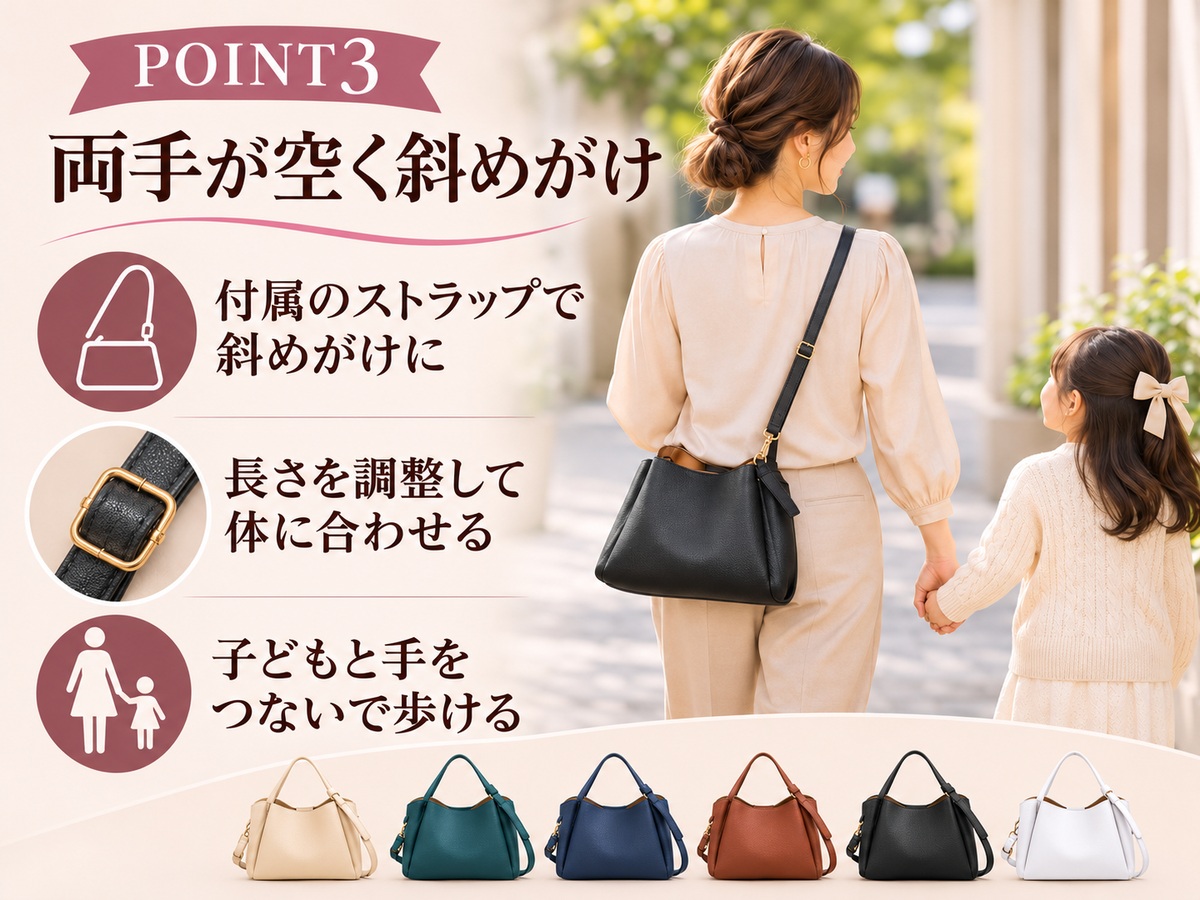 POINT3
両手が空く斜めがけ
付属のストラップで
斜めがけに
長さを調整して
体に合わせる
子どもと手を
つないで歩ける